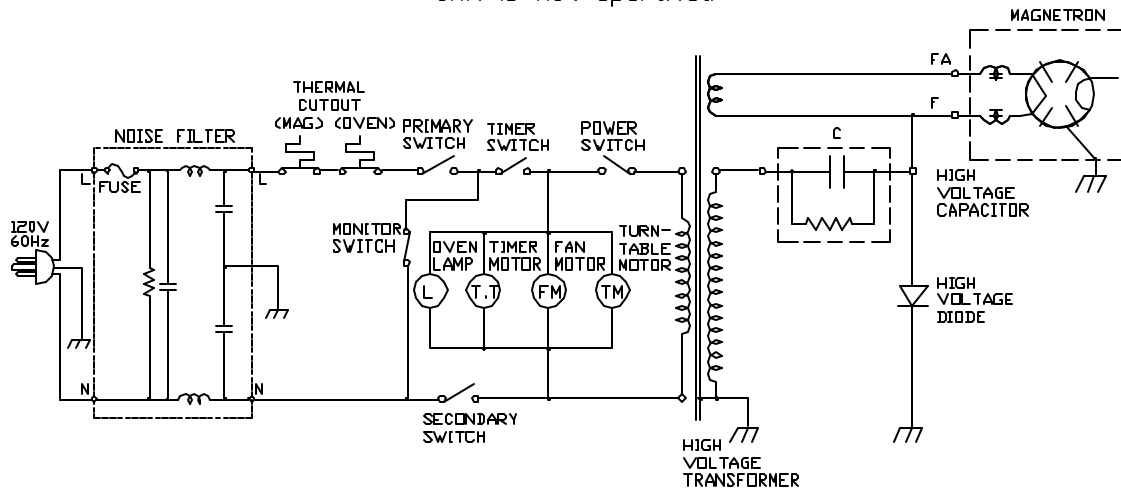 MAGNETRON
FA
F
THERMAL
CUTOUT
(MAG) (OVEN)
PRIMARY
SWITCH
TIMER
SWITCH
POWER
SWITCH
C
NOISE FILTER
L
FUSE
L
HIGH
VOLTAGE
CAPACITOR
120V
60Hz
MONITOR
SWITCH
OVEN
LAMP
TIMER
MOTOR
FAN
MOTOR
TURN-
TABLE
MOTOR
L
T.T
FM
TM
HIGH
VOLTAGE
DIODE
N
N
SECONDARY
SWITCH
HIGH
VOLTAGE
TRANSFORMER